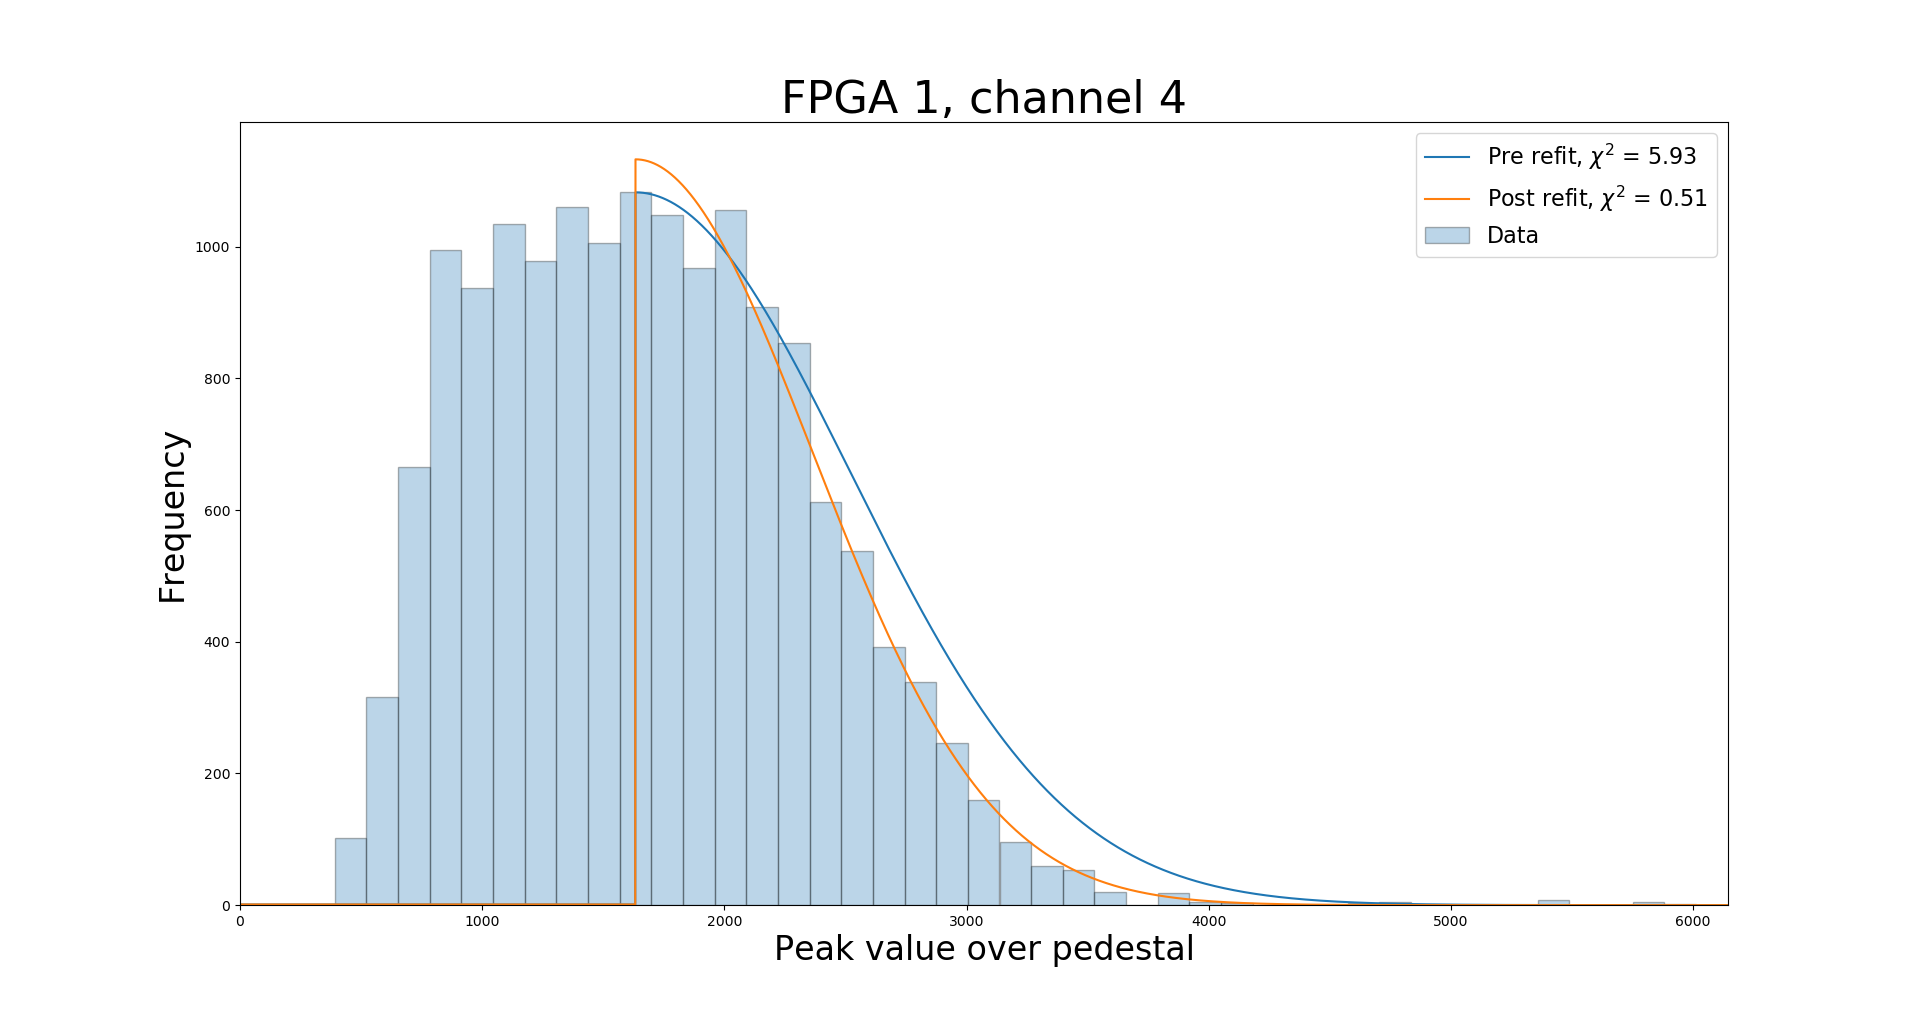 FPGA 1, channel 4
Pre refit, χ² = 5.93
Post refit, χ² = 0.51
Data
Frequency
1000
800
600
400
200
0
0 1000 2000 3000 4000 5000 6000
Peak value over pedestal